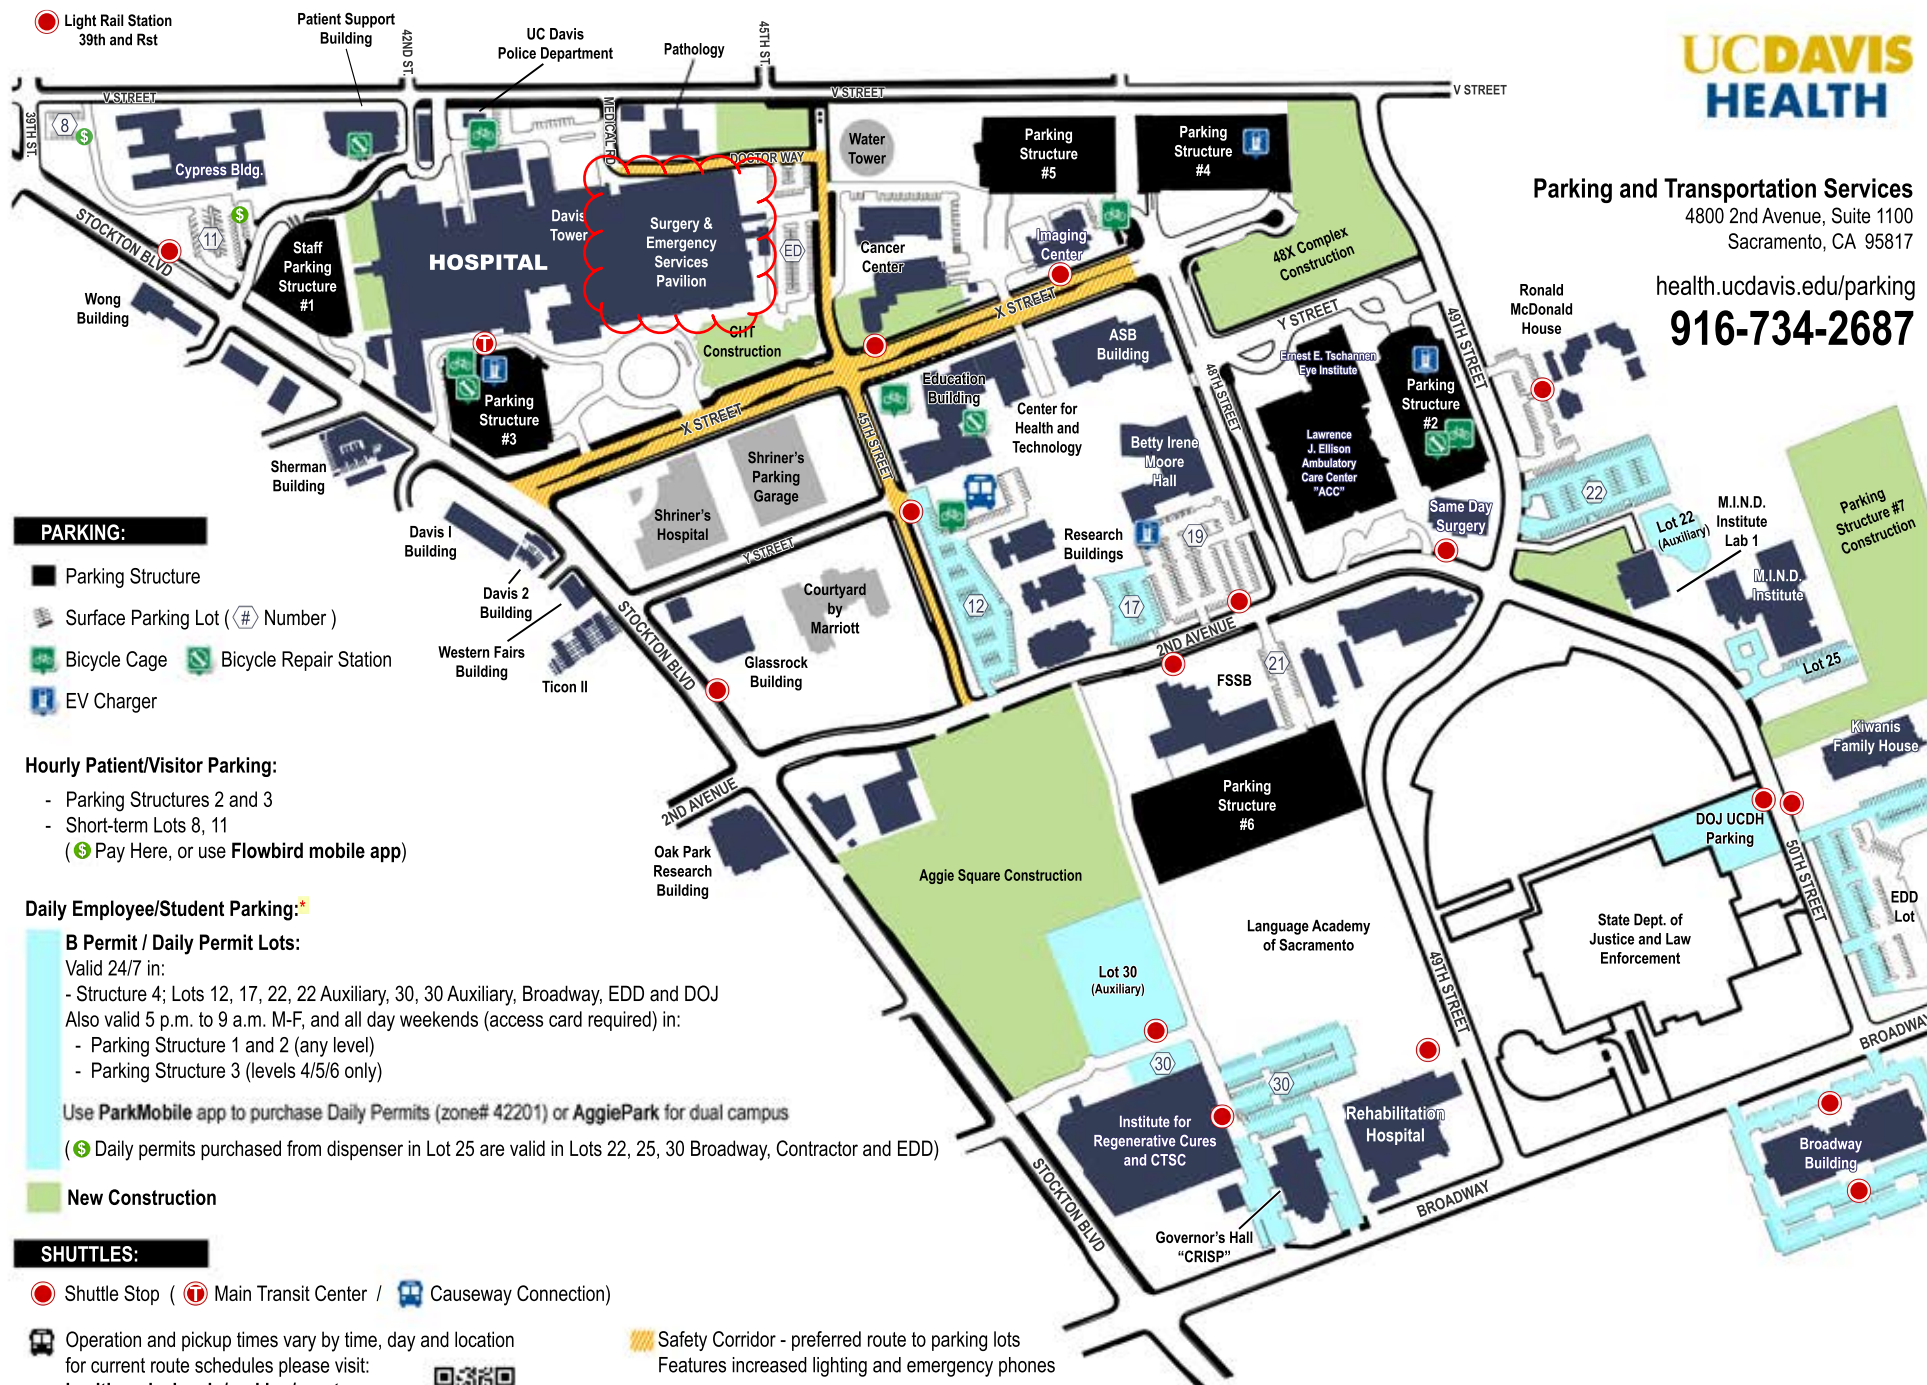 Light Rail Station
39th and Rst
Patient Support
Building
42ND ST.
UC Davis
Police Department
Pathology
45TH ST.
UCDAVIS
HEALTH
V STREET
V STREET
V STREET
39TH ST.
8
$
Cypress Bldg.
MEDICAL RD
DOCTOR WAY
Water
Tower
Parking
Structure
#5
Parking
Structure
#4
Parking and Transportation Services
4800 2nd Avenue, Suite 1100
Sacramento, CA 95817
health.ucdavis.edu/parking
916-734-2687
STOCKTON BLVD
11
$
Staff
Parking
Structure
#1
HOSPITAL
Davis
Tower
Surgery &
Emergency
Services
Pavilion
ED
Cancer
Center
Imaging
Center
48X Complex
Construction
Wong
Building
T
CHT
Construction
X STREET
ASB
Building
Y STREET
49TH STREET
Ronald
McDonald
House
Parking
Structure
#3
X STREET
45TH STREET
Education
Building
Center for
Health and
Technology
48TH STREET
Ernest E. Tschannen
Eye Institute
Parking
Structure
#2
Sherman
Building
Shriner's
Parking
Garage
Shriner's
Hospital
Betty Irene
Moore
Hall
Lawrence
J. Ellison
Ambulatory
Care Center
"ACC"
Same Day
Surgery
22
Lot 22
(Auxiliary)
M.I.N.D.
Institute
Lab 1
Parking
Structure #7
Construction
Davis I
Building
Davis 2
Building
Western Fairs
Building
Ticon II
Y STREET
Courtyard
by
Marriott
Glassrock
Building
STOCKTON BLVD
12
Research
Buildings
19
17
2ND AVENUE
21
FSSB
M.I.N.D.
Institute
Lot 25
Kiwanis
Family House
PARKING:
Parking Structure
Surface Parking Lot ( # Number )
Bicycle Cage
Bicycle Repair Station
EV Charger
Hourly Patient/Visitor Parking:
- Parking Structures 2 and 3
- Short-term Lots 8, 11
( $ Pay Here, or use Flowbird mobile app)
2ND AVENUE
Oak Park
Research
Building
Parking
Structure
#6
Aggie Square Construction
Language Academy
of Sacramento
DOJ UCDH
Parking
50TH STREET
EDD
Lot
State Dept. of
Justice and Law
Enforcement
49TH STREET
BROADWAY
Daily Employee/Student Parking:*
B Permit / Daily Permit Lots:
Valid 24/7 in:
- Structure 4; Lots 12, 17, 22, 22 Auxiliary, 30, 30 Auxiliary, Broadway, EDD and DOJ
Also valid 5 p.m. to 9 a.m. M-F, and all day weekends (access card required) in:
- Parking Structure 1 and 2 (any level)
- Parking Structure 3 (levels 4/5/6 only)
Use ParkMobile app to purchase Daily Permits (zone# 42201) or AggiePark for dual campus
( $ Daily permits purchased from dispenser in Lot 25 are valid in Lots 22, 25, 30 Broadway, Contractor and EDD)
New Construction
Lot 30
(Auxiliary)
30
30
Institute for
Regenerative Cures
and CTSC
Rehabilitation
Hospital
Governor's Hall
"CRISP"
STOCKTON BLVD
BROADWAY
Broadway
Building
SHUTTLES:
Shuttle Stop ( T Main Transit Center / Causeway Connection)
Operation and pickup times vary by time, day and location
for current route schedules please visit:
Safety Corridor - preferred route to parking lots
Features increased lighting and emergency phones